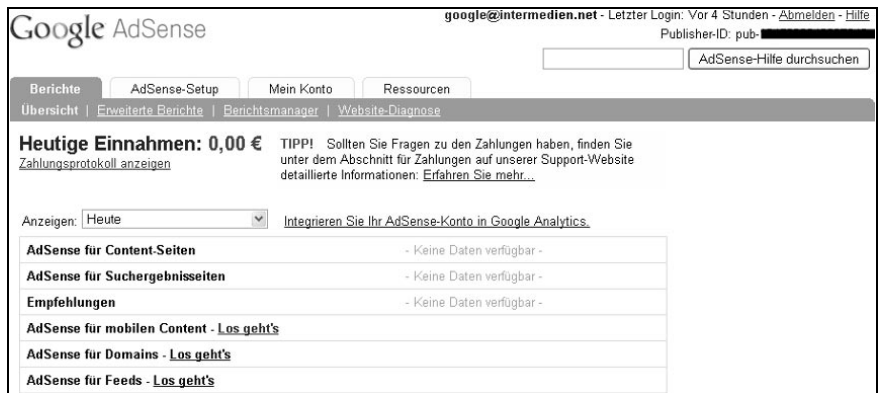 google@intermedien.net - Letzter Login: Vor 4 Stunden - Abmelden - Hilfe
Google AdSense
Publisher-ID: pub-
AdSense-Hilfe durchsuchen
Berichte AdSense-Setup Mein Konto Ressourcen
Übersicht | Erweiterte Berichte | Berichtsmanager | Website-Diagnose
Heutige Einnahmen: 0,00 €
Zahlungsprotokoll anzeigen
TIPP! Sollten Sie Fragen zu den Zahlungen haben, finden Sie
unter dem Abschnitt für Zahlungen auf unserer Support-Website
detaillierte Informationen: Erfahren Sie mehr...
Anzeigen: Heute Integrieren Sie Ihr AdSense-Konto in Google Analytics.
AdSense für Content-Seiten - Keine Daten verfügbar -
AdSense für Suchergebnisseiten - Keine Daten verfügbar -
Empfehlungen - Keine Daten verfügbar -
AdSense für mobilen Content - Los geht's
AdSense für Domains - Los geht's
AdSense für Feeds - Los geht's